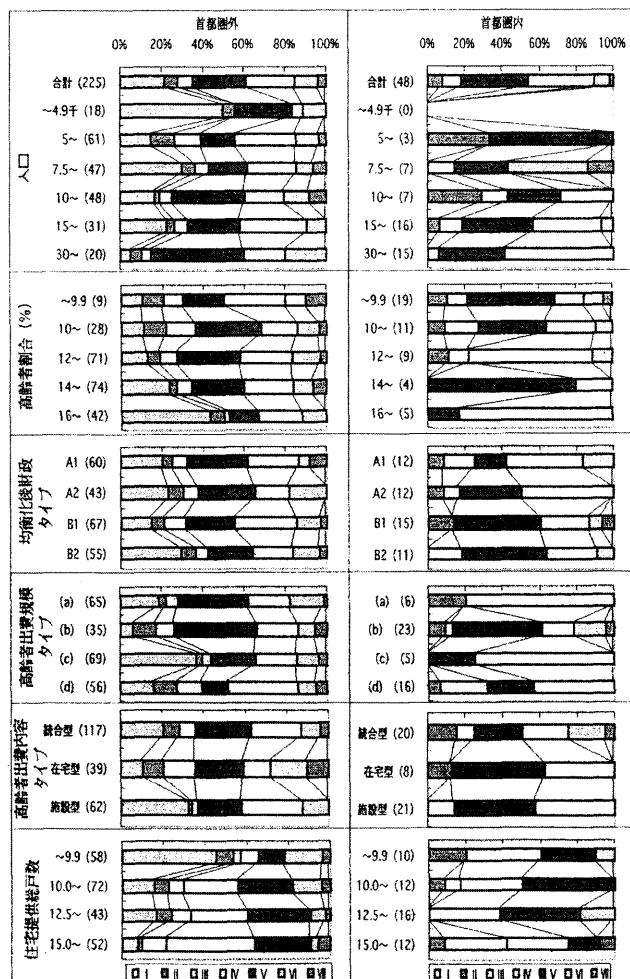 首都圏外
0% 20% 40% 60% 80% 100%
首都圏内
0% 20% 40% 60% 80% 100%
人口
合計 (225)
~4.9千 (18)
5~ (61)
7.5~ (47)
10~ (48)
15~ (31)
30~ (20)
合計 (48)
~4.9千 (0)
5~ (3)
7.5~ (7)
10~ (7)
15~ (16)
30~ (15)
高齢者割合 (%)
~9.9 (9)
10~ (28)
12~ (71)
14~ (74)
16~ (42)
~9.9 (19)
10~ (11)
12~ (9)
14~ (4)
16~ (5)
均衡化後財政
タイプ
A1 (60)
A2 (43)
B1 (67)
B2 (55)
A1 (12)
A2 (12)
B1 (15)
B2 (11)
高齢者出費規模
タイプ
(a) (65)
(b) (35)
(c) (69)
(d) (56)
(a) (6)
(b) (23)
(c) (5)
(d) (16)
高齢者出費内容
タイプ
統合型 (117)
在宅型 (39)
施設型 (62)
統合型 (20)
在宅型 (8)
施設型 (21)
住宅提供総戸数
~9.9 (58)
10.0~ (72)
12.5~ (43)
15.0~ (52)
~9.9 (10)
10.0~ (12)
12.5~ (16)
15.0~ (12)
I II III IV V VI VII
I II III IV V VI VII